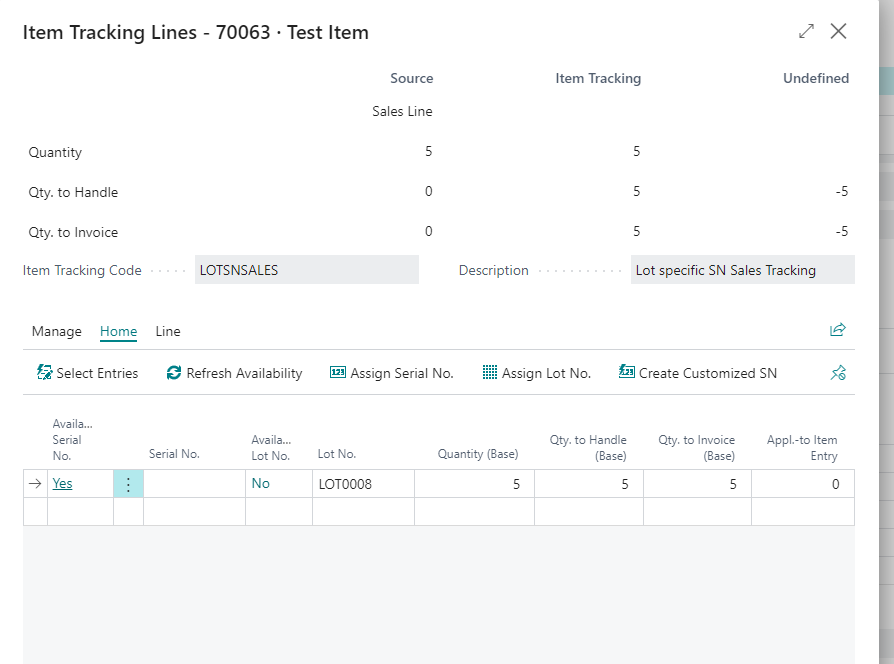 Item Tracking Lines - 70063 · Test Item
Source Item Tracking Undefined
Sales Line
Quantity 5 5
Qty. to Handle 0 5 -5
Qty. to Invoice 0 5 -5
Item Tracking Code LOTSNSALES Description Lot specific SN Sales Tracking
Manage Home Line
Select Entries Refresh Availability Assign Serial No. Assign Lot No. Create Customized SN
Availa...
Serial
No.
Serial No.
Availa...
Lot No.
Lot No.
Quantity (Base)
Qty. to Handle
(Base)
Qty. to Invoice
(Base)
Appl.-to Item
Entry
Yes No LOT0008 5 5 5 0